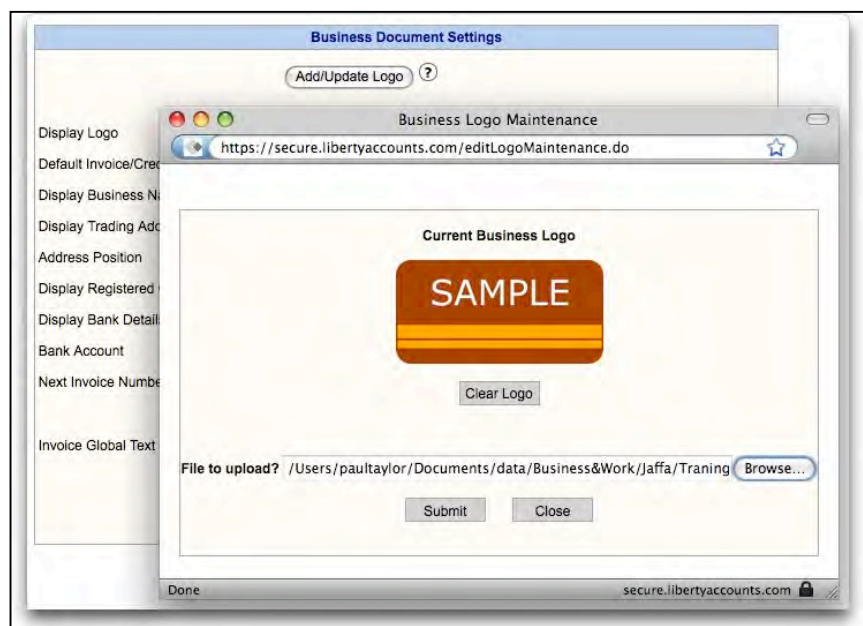 Business Document Settings
Add/Update Logo ?
Display Logo
Default Invoice/Cre
Display Business N
Display Trading Add
Address Position
Display Registered
Display Bank Detail
Bank Account
Next Invoice Numbe
Invoice Global Text
Business Logo Maintenance
https://secure.libertyaccounts.com/editLogoMaintenance.do
Current Business Logo
SAMPLE
Clear Logo
File to upload? /Users/paultaylor/Documents/data/Business&Work/Jaffa/Traning Browse...
Submit Close
Done secure.libertyaccounts.com